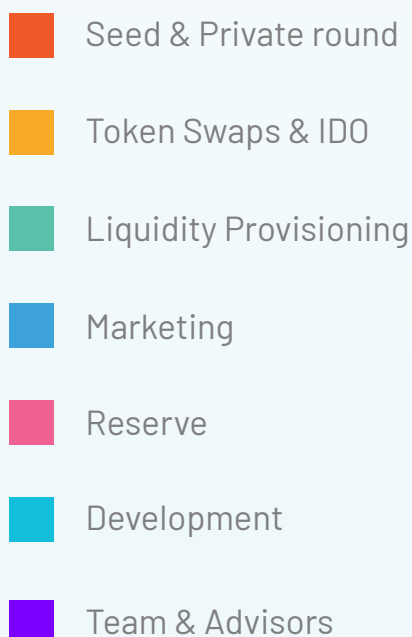 Seed & Private round
Token Swaps & IDO
Liquidity Provisioning
Marketing
Reserve
Development
Team & Advisors